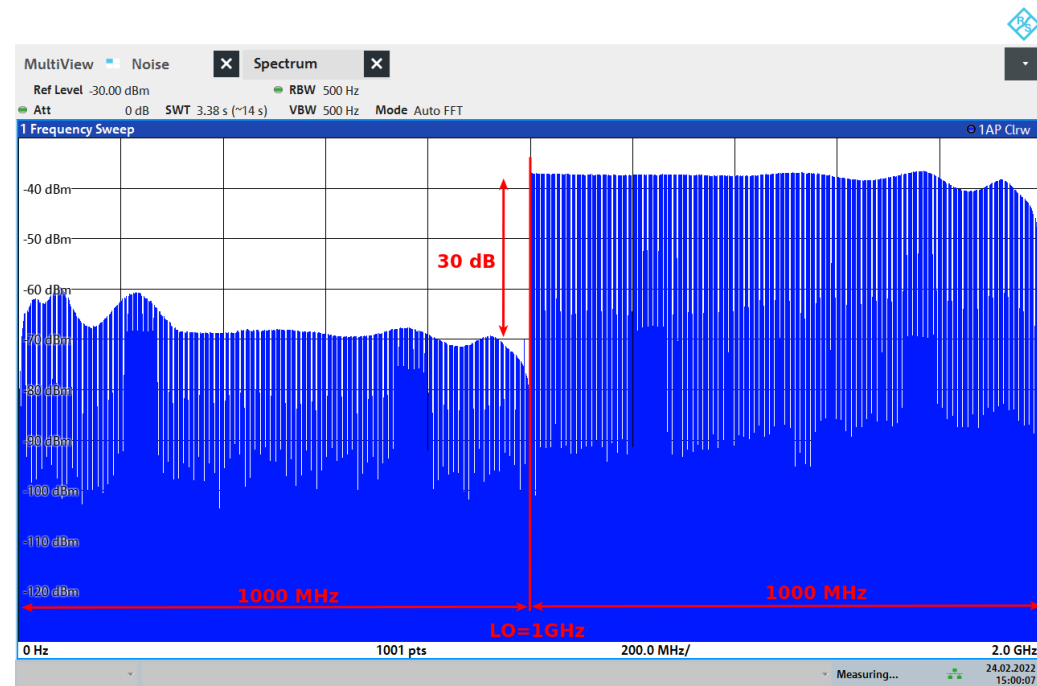 R S
MultiView Noise X Spectrum X
Ref Level -30.00 dBm RBW 500 Hz
Att 0 dB SWT 3.38 s (~14 s) VBW 500 Hz Mode Auto FFT
1 Frequency Sweep 1AP Clrw
-40 dBm
-50 dBm
30 dB
-60 dBm
-70 dBm
-80 dBm
-90 dBm
-100 dBm
-110 dBm
-120 dBm
1000 MHz 1000 MHz
LO=1GHz
0 Hz 1001 pts 200.0 MHz/ 2.0 GHz
Measuring... 24.02.2022
15:00:07